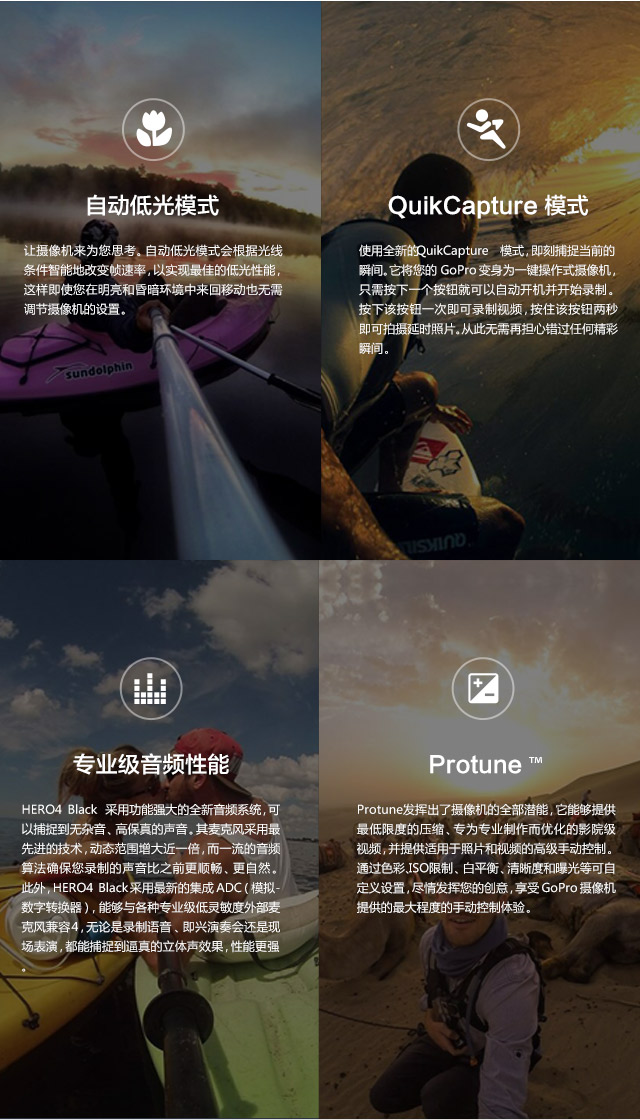 自动低光模式
让摄像机来为您思考。自动低光模式会根据光线
条件智能地改变帧速率,以实现最佳的低光性能,
这样即使您在明亮和昏暗环境中来回移动也无需
调节摄像机的设置。
sundolphin
QuikCapture 模式
使用全新的QuikCapture 模式,即刻捕捉当前的
瞬间。它将您的 GoPro 变身为一键操作式摄像机,
只需按下一个按钮就可以自动开机并开始录制。
按下该按钮一次即可录制视频,按住该按钮两秒
即可拍摄延时照片。从此无需再担心错过任何精彩
瞬间。
QUIKSILVER
专业级音频性能
HERO4 Black 采用功能强大的全新音频系统,可
以捕捉到无杂音、高保真的声音。其麦克风采用最
先进的技术,动态范围增大近一倍,而一流的音频
算法确保您录制的声音比之前更顺畅、更自然。
此外,HERO4 Black采用最新的集成 ADC(模拟-
数字转换器),能够与各种专业级低灵敏度外部麦
克风兼容4,无论是录制语音、即兴演奏会还是现
场表演,都能捕捉到逼真的立体声效果,性能更强
。
Protune ™
Protune发挥出了摄像机的全部潜能,它能够提供
最低限度的压缩、专为专业制作而优化的影院级
视频,并提供适用于照片和视频的高级手动控制。
通过色彩、ISO限制、白平衡、清晰度和曝光等可自
定义设置,尽情发挥您的创意,享受 GoPro 摄像机
提供的最大程度的手动控制体验。